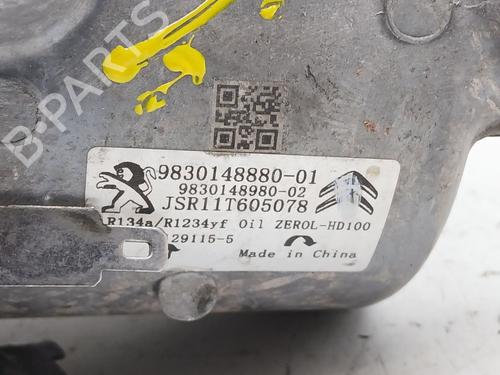 B-PARTS
9830148880-01
9830148980-02
JSR11T605078
R134a/R1234yf Oil ZEROL-HD100
29115-5
Made in China